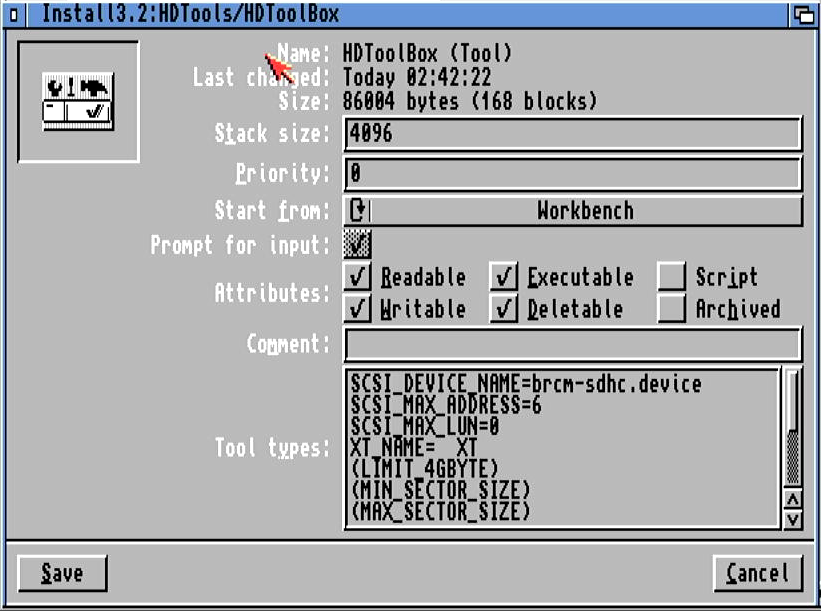 Install3.2:HDTools/HDToolBox
Name: HDToolBox (Tool)
Last changed: Today 02:42:22
Size: 86004 bytes (168 blocks)
Stack size: 4096
Priority: 0
Start from: Workbench
Prompt for input:
Attributes: Readable Executable Script
Writable Deletable Archived
Comment:
Tool types: SCSI_DEVICE_NAME=brcm-sdhc.device
SCSI_MAX_ADDRESS=6
SCSI_MAX_LUN=0
XT_NAME= XT
(LIMIT_4GBYTE)
(MIN_SECTOR_SIZE)
(MAX_SECTOR_SIZE)
Save Cancel